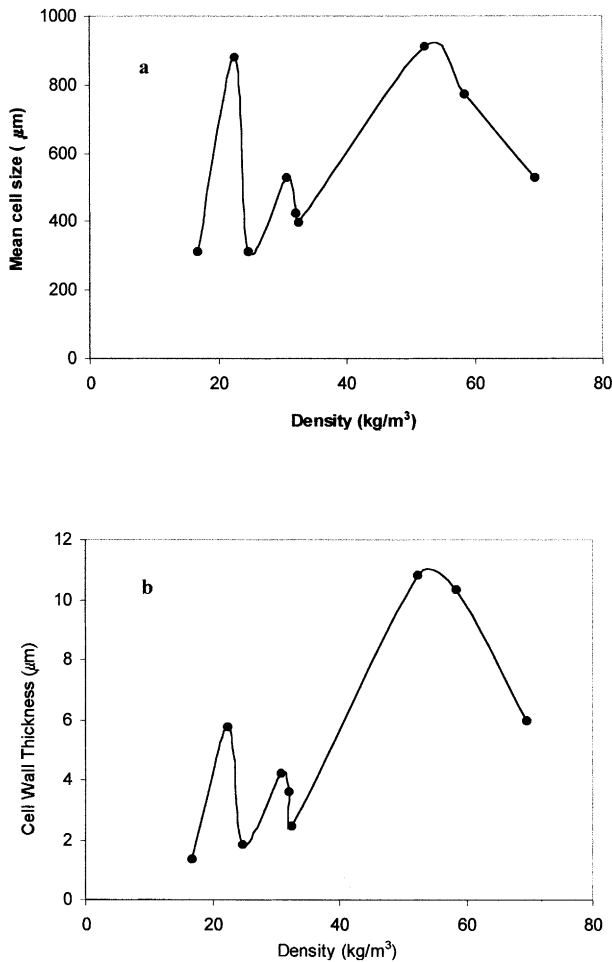 1000
a
800
600
400
200
0
Mean cell size ( μm)
0 20 40 60 80
Density (kg/m³)
12
b
10
8
6
4
2
0
Cell Wall Thickness (μm)
0 20 40 60 80
Density (kg/m³)